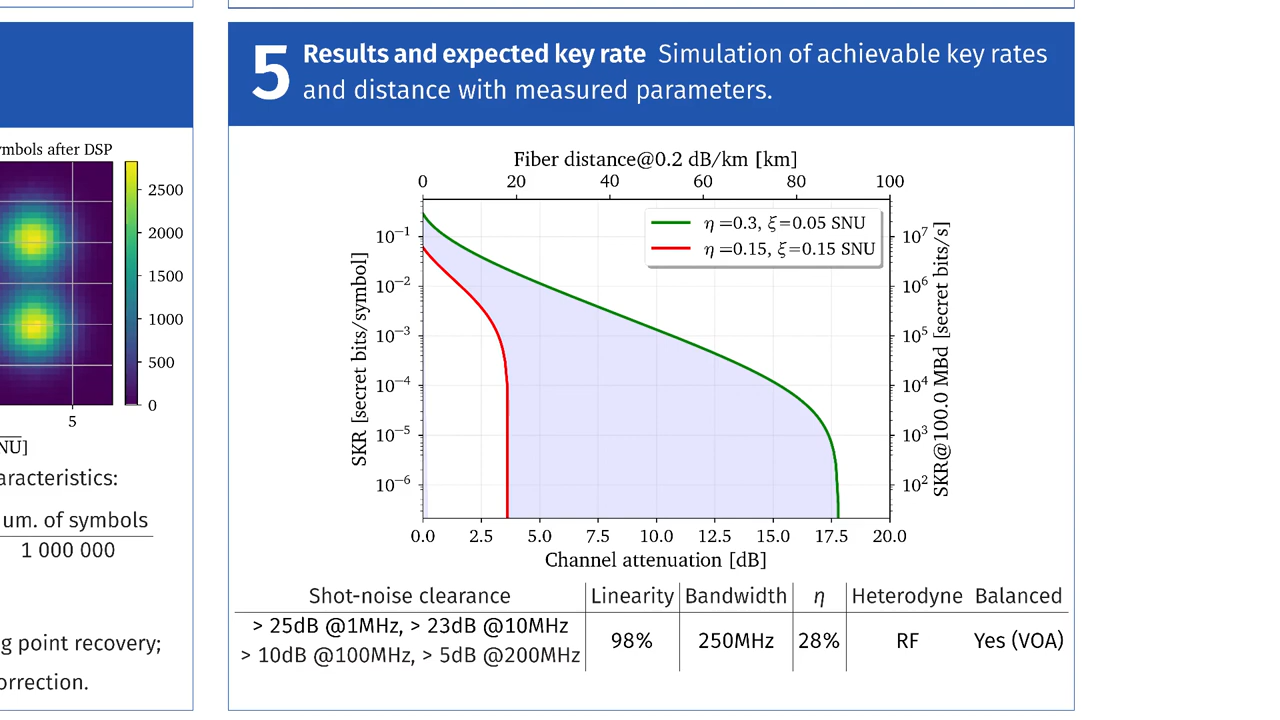 5 Results and expected key rate Simulation of achievable key rates
and distance with measured parameters.
ymbols after DSP
2500
2000
1500
1000
500
0
5
NU]
aracteristics:
um. of symbols
1 000 000
g point recovery;
orrection.
Fiber distance@0.2 dB/km [km]
0 20 40 60 80 100
η =0.3, ξ=0.05 SNU
η =0.15, ξ=0.15 SNU
SKR [secret bits/symbol]
10⁻¹
10⁻²
10⁻³
10⁻⁴
10⁻⁵
10⁻⁶
10⁷
10⁶
10⁵
10⁴
10³
10²
SKR@100.0 MBd [secret bits/s]
0.0 2.5 5.0 7.5 10.0 12.5 15.0 17.5 20.0
Channel attenuation [dB]
Shot-noise clearance Linearity Bandwidth η Heterodyne Balanced
> 25dB @1MHz, > 23dB @10MHz
> 10dB @100MHz, > 5dB @200MHz
98% 250MHz 28% RF Yes (VOA)